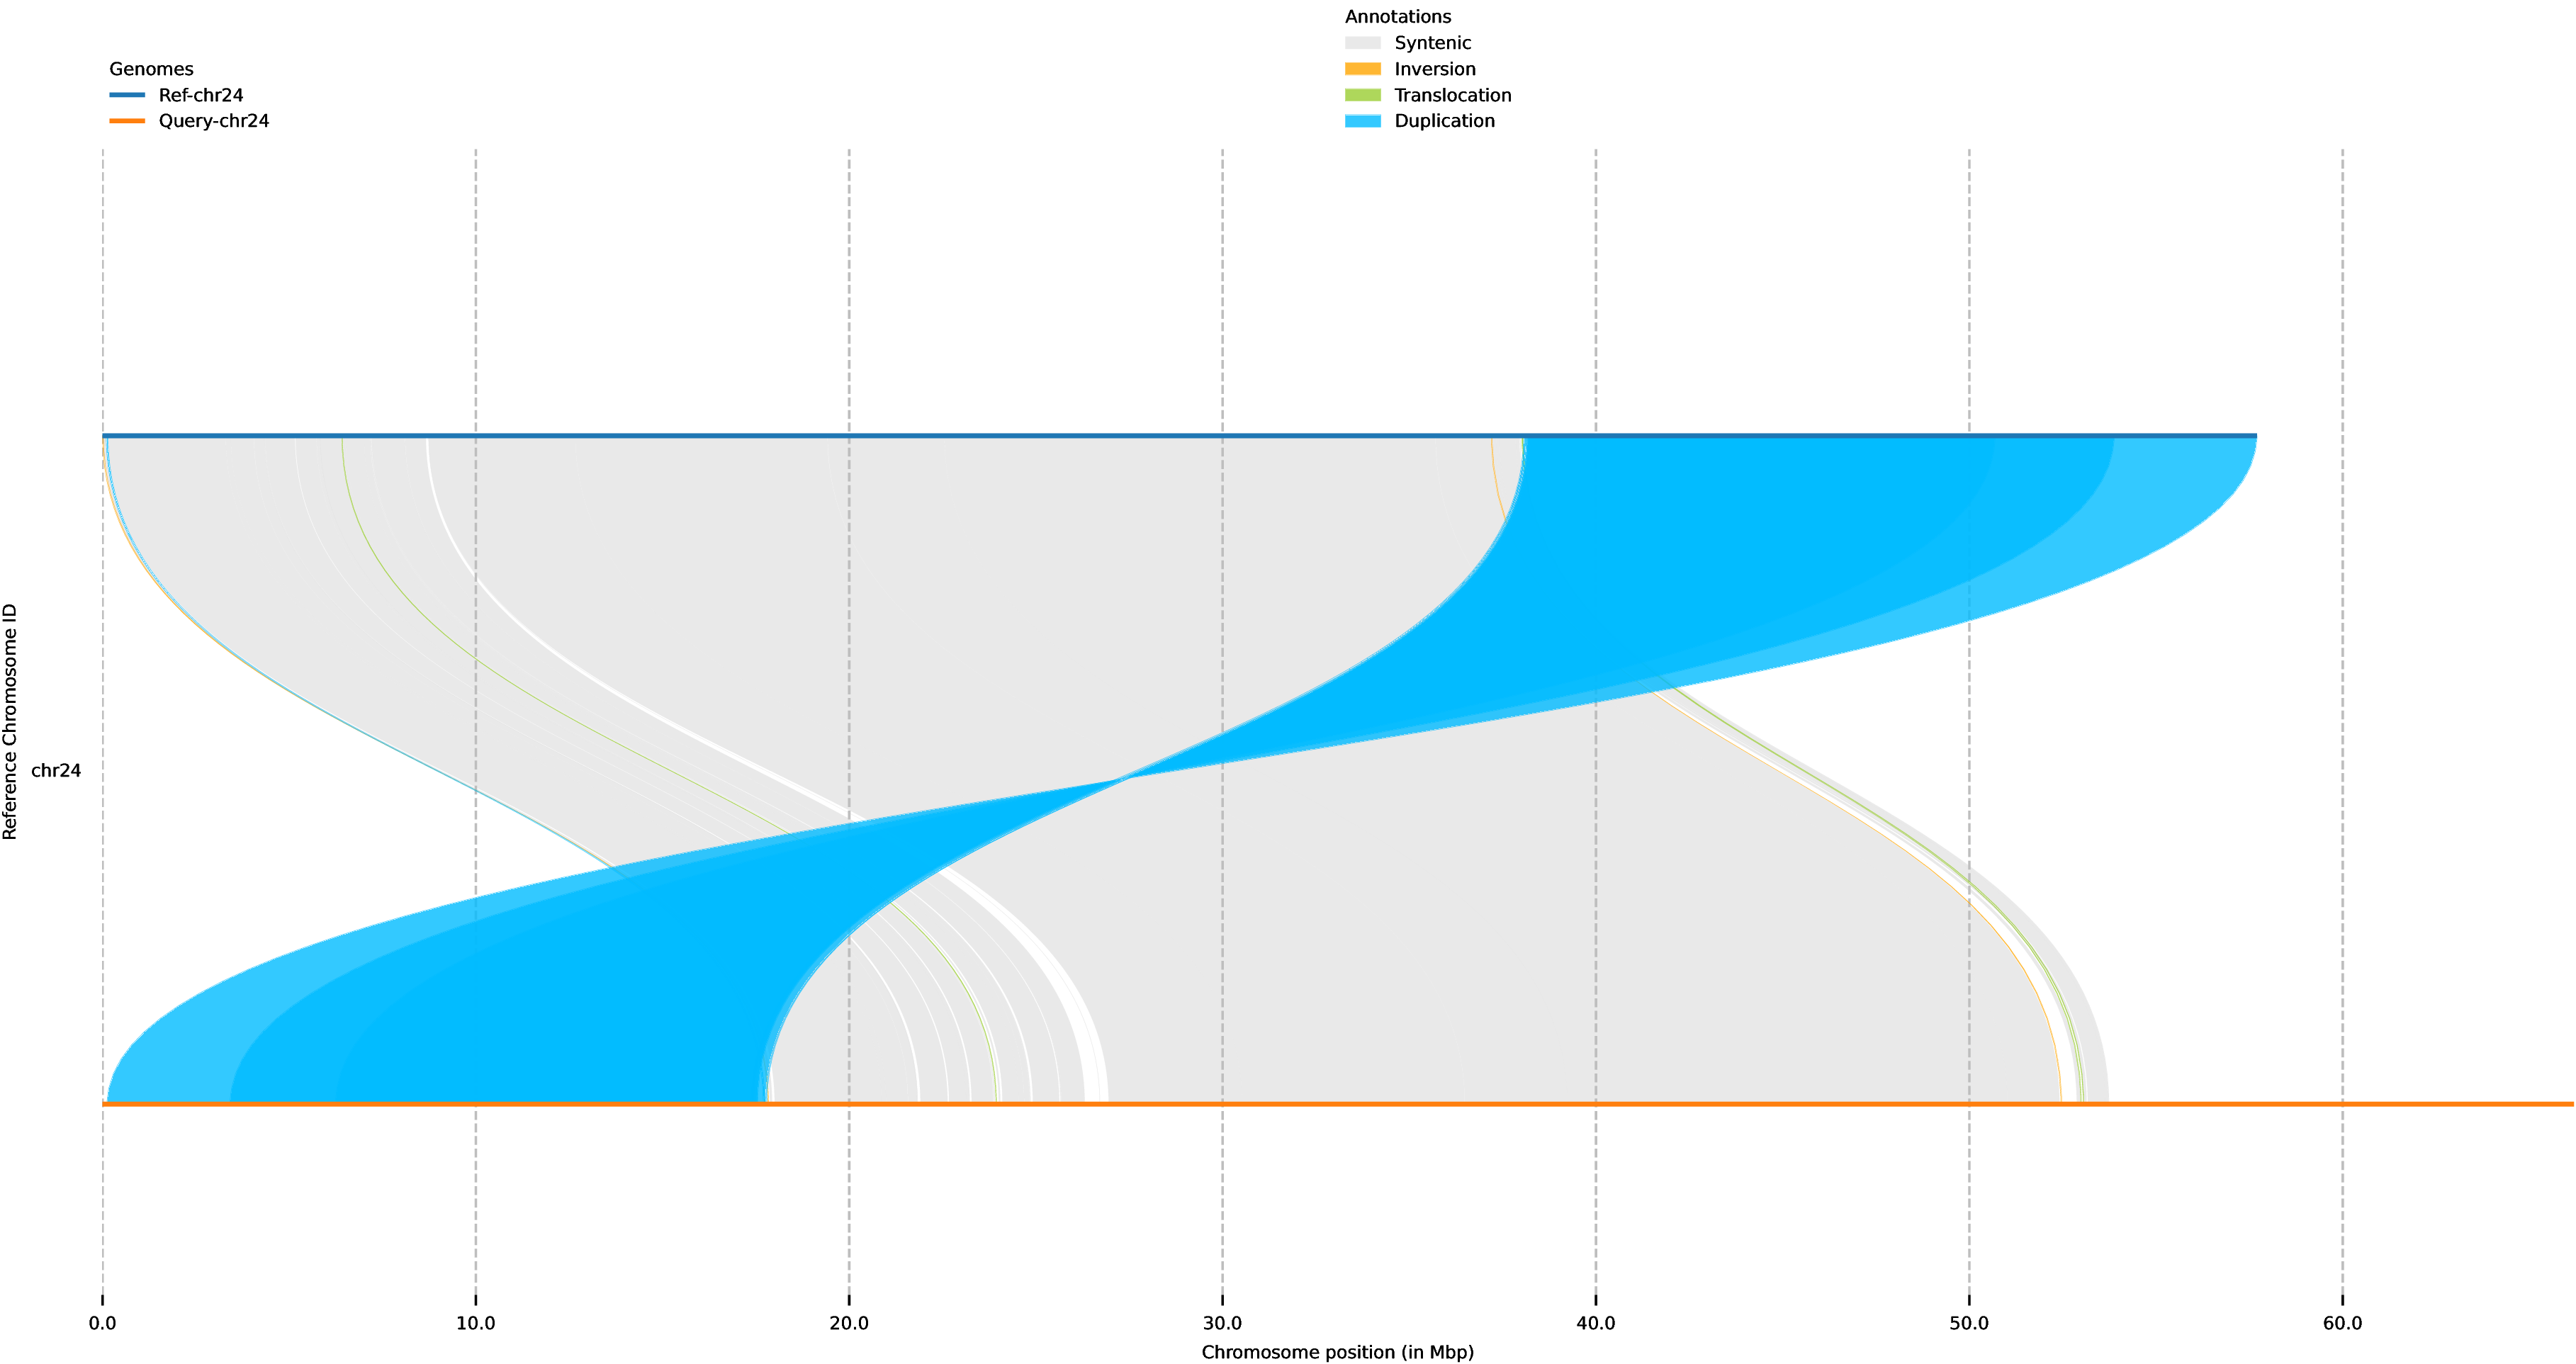 Annotations
Syntenic
Inversion
Translocation
Duplication
Genomes
Ref-chr24
Query-chr24
Reference Chromosome ID
chr24
0.0 10.0 20.0 30.0 40.0 50.0 60.0
Chromosome position (in Mbp)